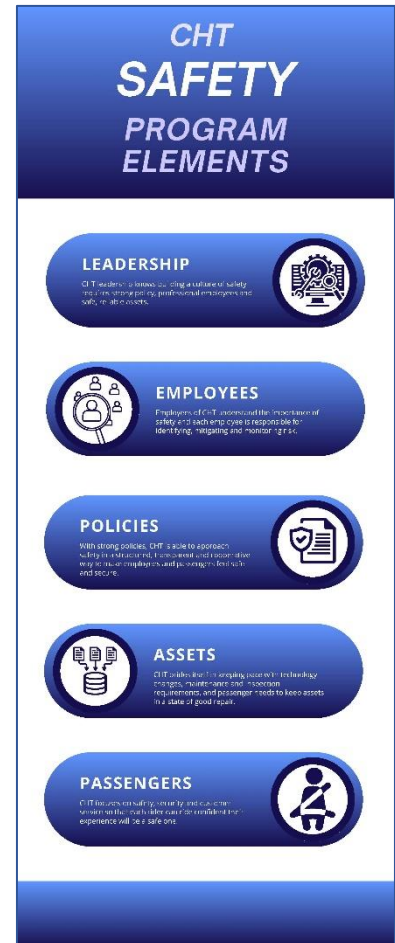 CHT
SAFETY
PROGRAM
ELEMENTS
LEADERSHIP
CHT leadership knows building a culture of safety
requires strong policy, professional employees and
safe, reliable assets.
EMPLOYEES
Employees of CHT understand the importance of
safety and each employee is responsible for
identifying, mitigating and monitoring risk.
POLICIES
With strong policies, CHT is able to approach
safety in a structured, transparent and cooperative
way to make employees and passengers feel safe
and secure.
ASSETS
CHT prides itself in keeping pace with technology
changes, maintenance and inspection
requirements, and passenger needs to keep assets
in a state of good repair.
PASSENGERS
CHT focuses on safety, security and customer
service so that each rider can ride confident their
experience will be a safe one.